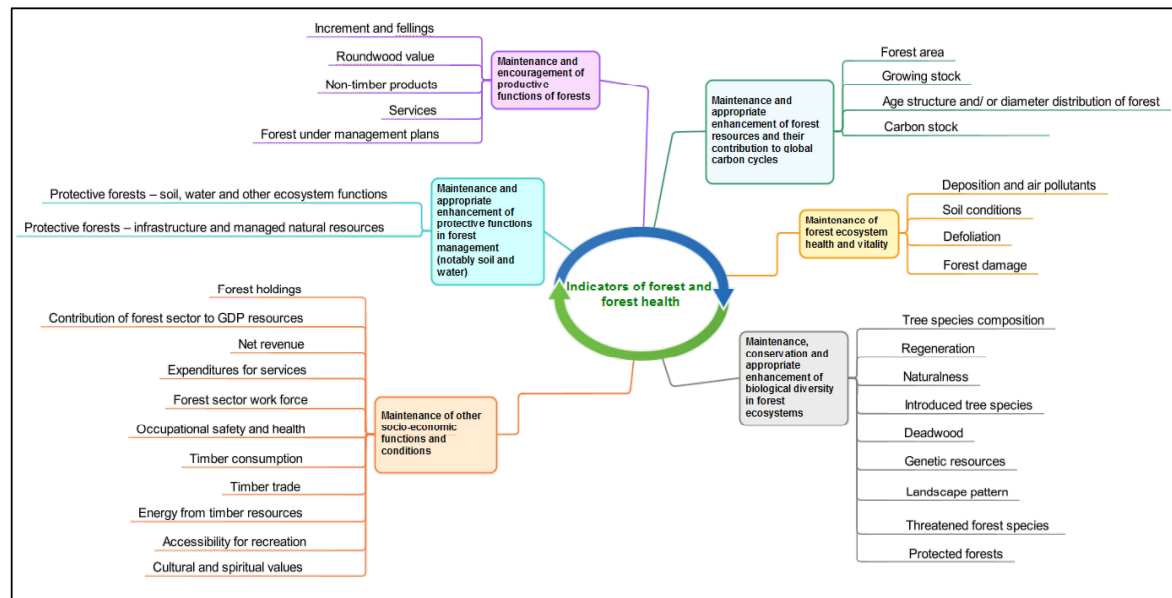 Increment and fellings
Roundwood value
Non-timber products
Services
Forest under management plans
Maintenance and
encouragement of
productive
functions of forests
Maintenance and
appropriate
enhancement of forest
resources and their
contribution to global
carbon cycles
Forest area
Growing stock
Age structure and/ or diameter distribution of forest
Carbon stock
Protective forests – soil, water and other ecosystem functions
Protective forests – infrastructure and managed natural resources
Maintenance and
appropriate
enhancement of
protective functions
in forest
management
(notably soil and
water)
Maintenance of
forest ecosystem
health and vitality
Deposition and air pollutants
Soil conditions
Defoliation
Forest damage
Indicators of forest and
forest health
Forest holdings
Contribution of forest sector to GDP resources
Net revenue
Expenditures for services
Forest sector work force
Occupational safety and health
Timber consumption
Timber trade
Energy from timber resources
Accessibility for recreation
Cultural and spiritual values
Maintenance of other
socio-economic
functions and
conditions
Maintenance,
conservation and
appropriate
enhancement of
biological diversity
in forest
ecosystems
Tree species composition
Regeneration
Naturalness
Introduced tree species
Deadwood
Genetic resources
Landscape pattern
Threatened forest species
Protected forests